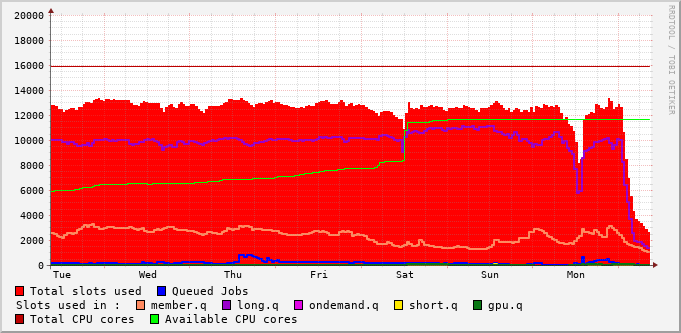 20000
18000
16000
14000
12000
10000
8000
6000
4000
2000
0
Tue Wed Thu Fri Sat Sun Mon
RRDTOOL / TOBI OETIKER
Total slots used Queued Jobs
Slots used in : member.q long.q ondemand.q short.q gpu.q
Total CPU cores Available CPU cores